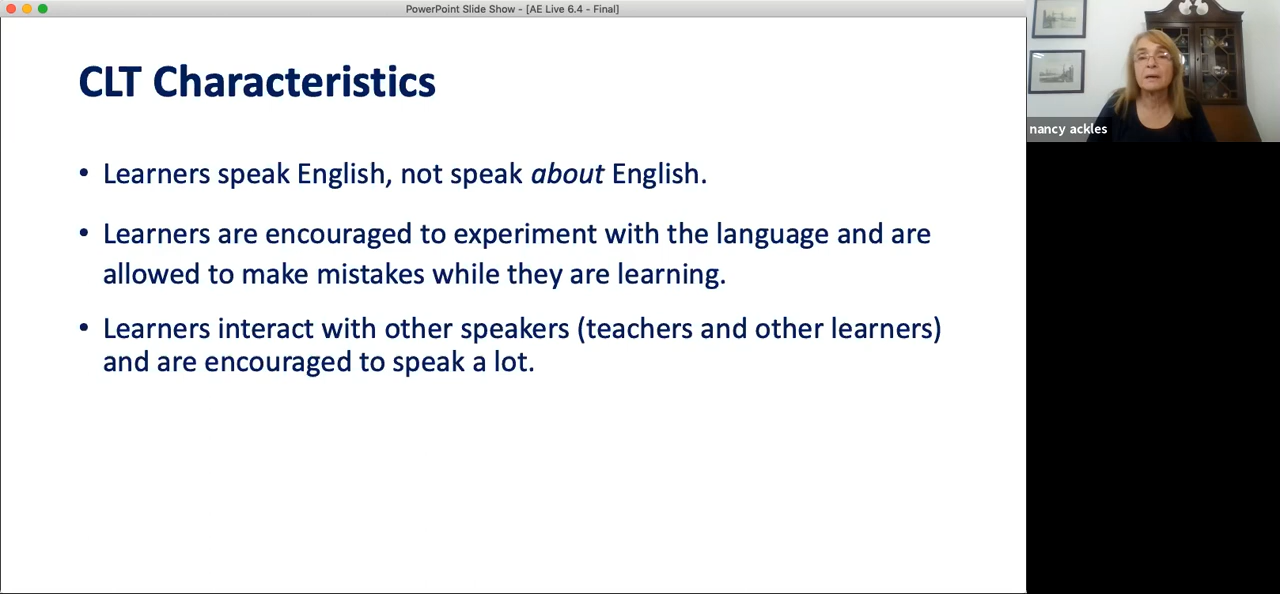 PowerPoint Slide Show - [AE Live 6.4 - Final]
CLT Characteristics
• Learners speak English, not speak about English.
• Learners are encouraged to experiment with the language and are
allowed to make mistakes while they are learning.
• Learners interact with other speakers (teachers and other learners)
and are encouraged to speak a lot.
nancy ackles